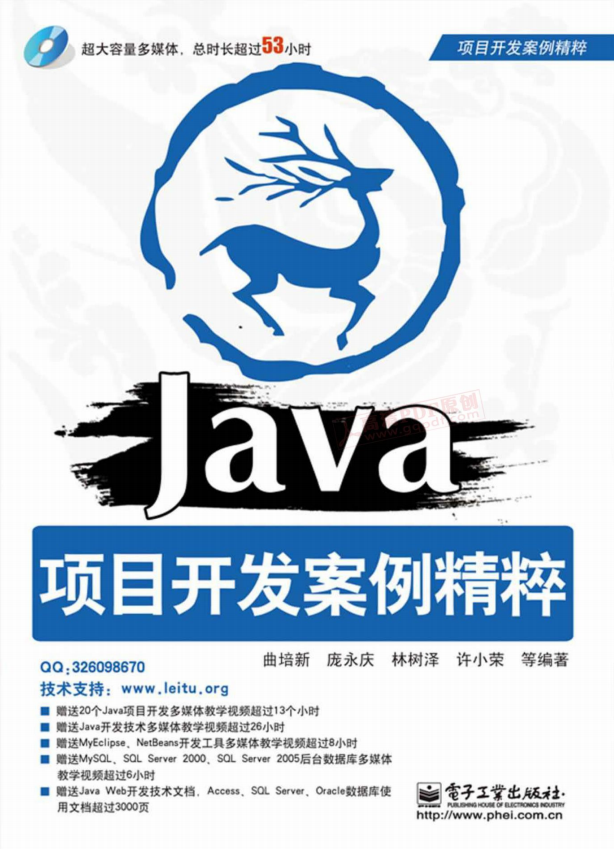 超大容量多媒体，总时长超过53小时
项目开发案例精粹
Java
项目开发案例精粹
曲培新 庞永庆 林树泽 许小荣 等编著
QQ:326098670
技术支持：www.leitu.org
■ 赠送20个Java项目开发多媒体教学视频超过13个小时
■ 赠送Java开发技术多媒体教学视频超过26小时
■ 赠送MyEclipse、NetBeans开发工具多媒体教学视频超过8小时
■ 赠送MySQL、SQL Server 2000、SQL Server 2005后台数据库多媒体
教学视频超过6小时
■ 赠送Java Web开发技术文档，Access、SQL Server、Oracle数据库使
用文档超过3000页
電子工業出版社·
PUBLISHING HOUSE OF ELECTRONICS INDUSTRY
http://www.phei.com.cn